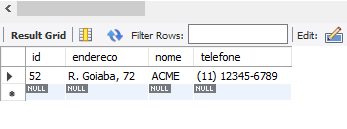 Result Grid Filter Rows: Edit:
id endereco nome telefone
52 R. Goiaba, 72 ACME (11) 12345-6789
NULL NULL NULL NULL